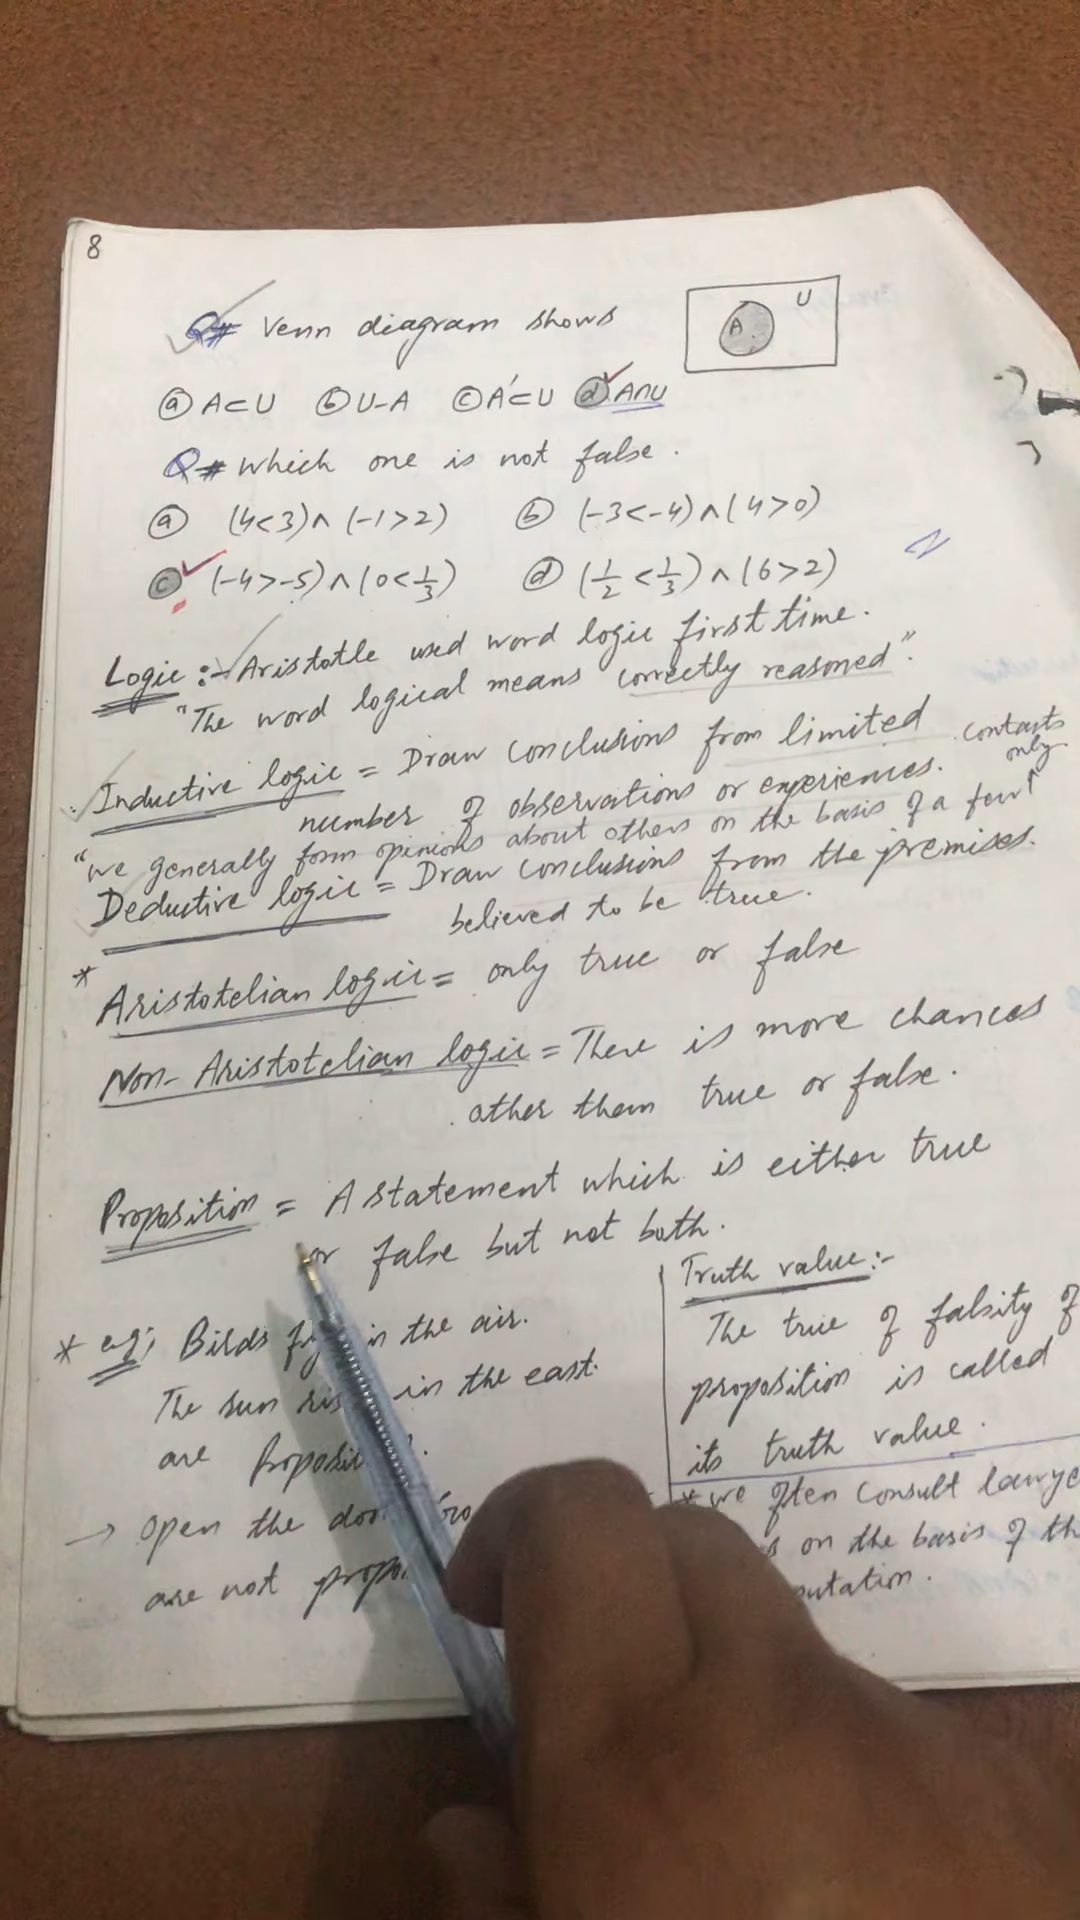 8
Q# Venn diagram shows
A U
ⓐ A⊂U ⓑ U-A ⓒ A'⊂U ⓓ A∩U
Q# which one is not false.
ⓐ (4<3)∧(-1>2) ⓑ (-3<-4)∧(4>0)
ⓒ (-4>-5)∧(0<1/3) ⓓ (1/2<1/3)∧(6>2)
Logic:- Aristotle used word logic first time.
"The word logical means correctly reasoned".
Inductive logic = Draw conclusions from limited
number of observations or experiences.
"we generally form opinions about others on the basis of a few
contacts
only
Deductive logic = Draw conclusions from the premises.
believed to be true.
*
Aristotelian logic = only true or false
Non-Aristotelian logic = There is more chances
other them true or false.
Proposition = A statement which is either true
or false but not both.
* e.g; Birds in the air.
The sun in the east.
are
→ Open the
are not
Truth value:-
The true of falsity of
proposition is called
its truth value.
* we often consult
on the basis of